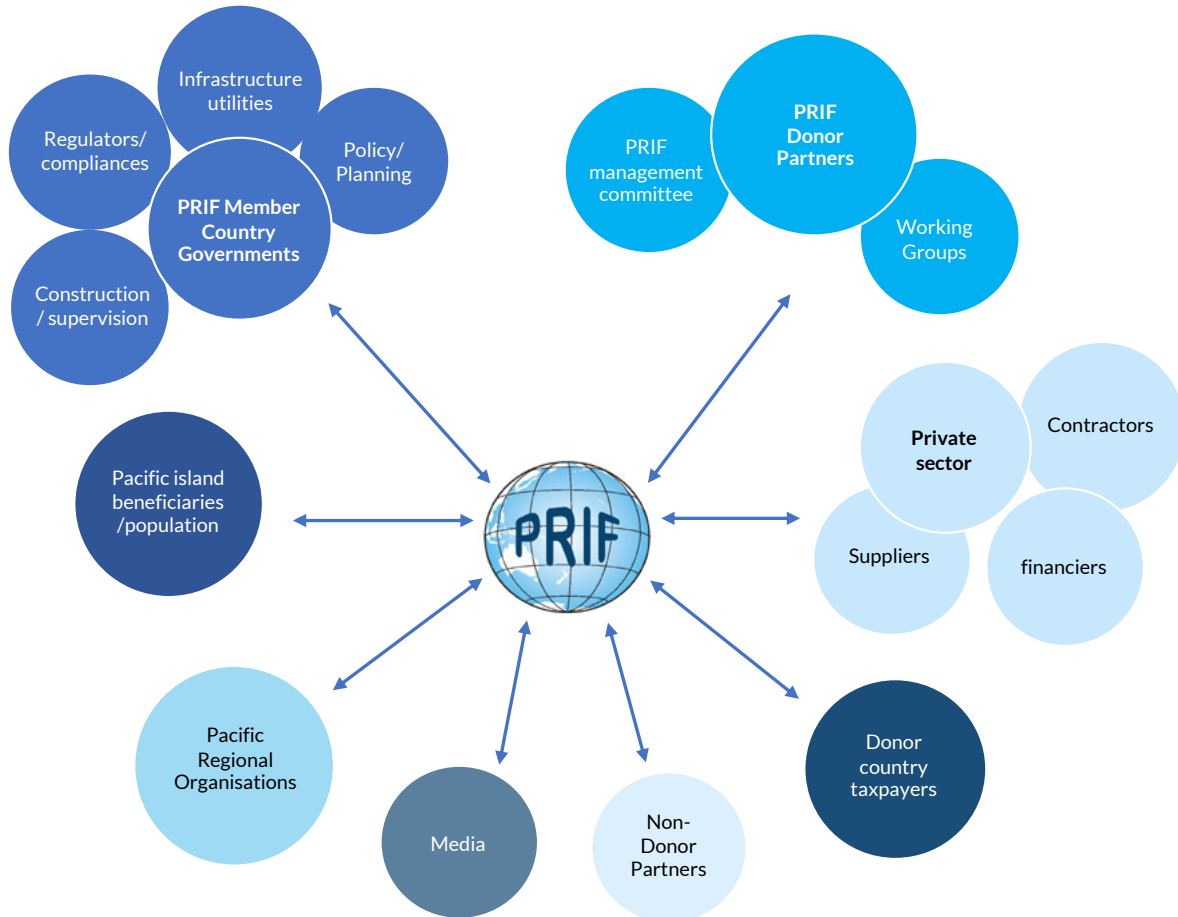 Infrastructure
utilities
Regulators/
compliances
Policy/
Planning
PRIF Member
Country
Governments
Construction
/ supervision
PRIF
Donor
Partners
PRIF
management
committee
Working
Groups
Pacific island
beneficiaries
/population
PRIF
Private
sector
Contractors
Suppliers
financiers
Pacific
Regional
Organisations
Media
Non-
Donor
Partners
Donor
country
taxpayers